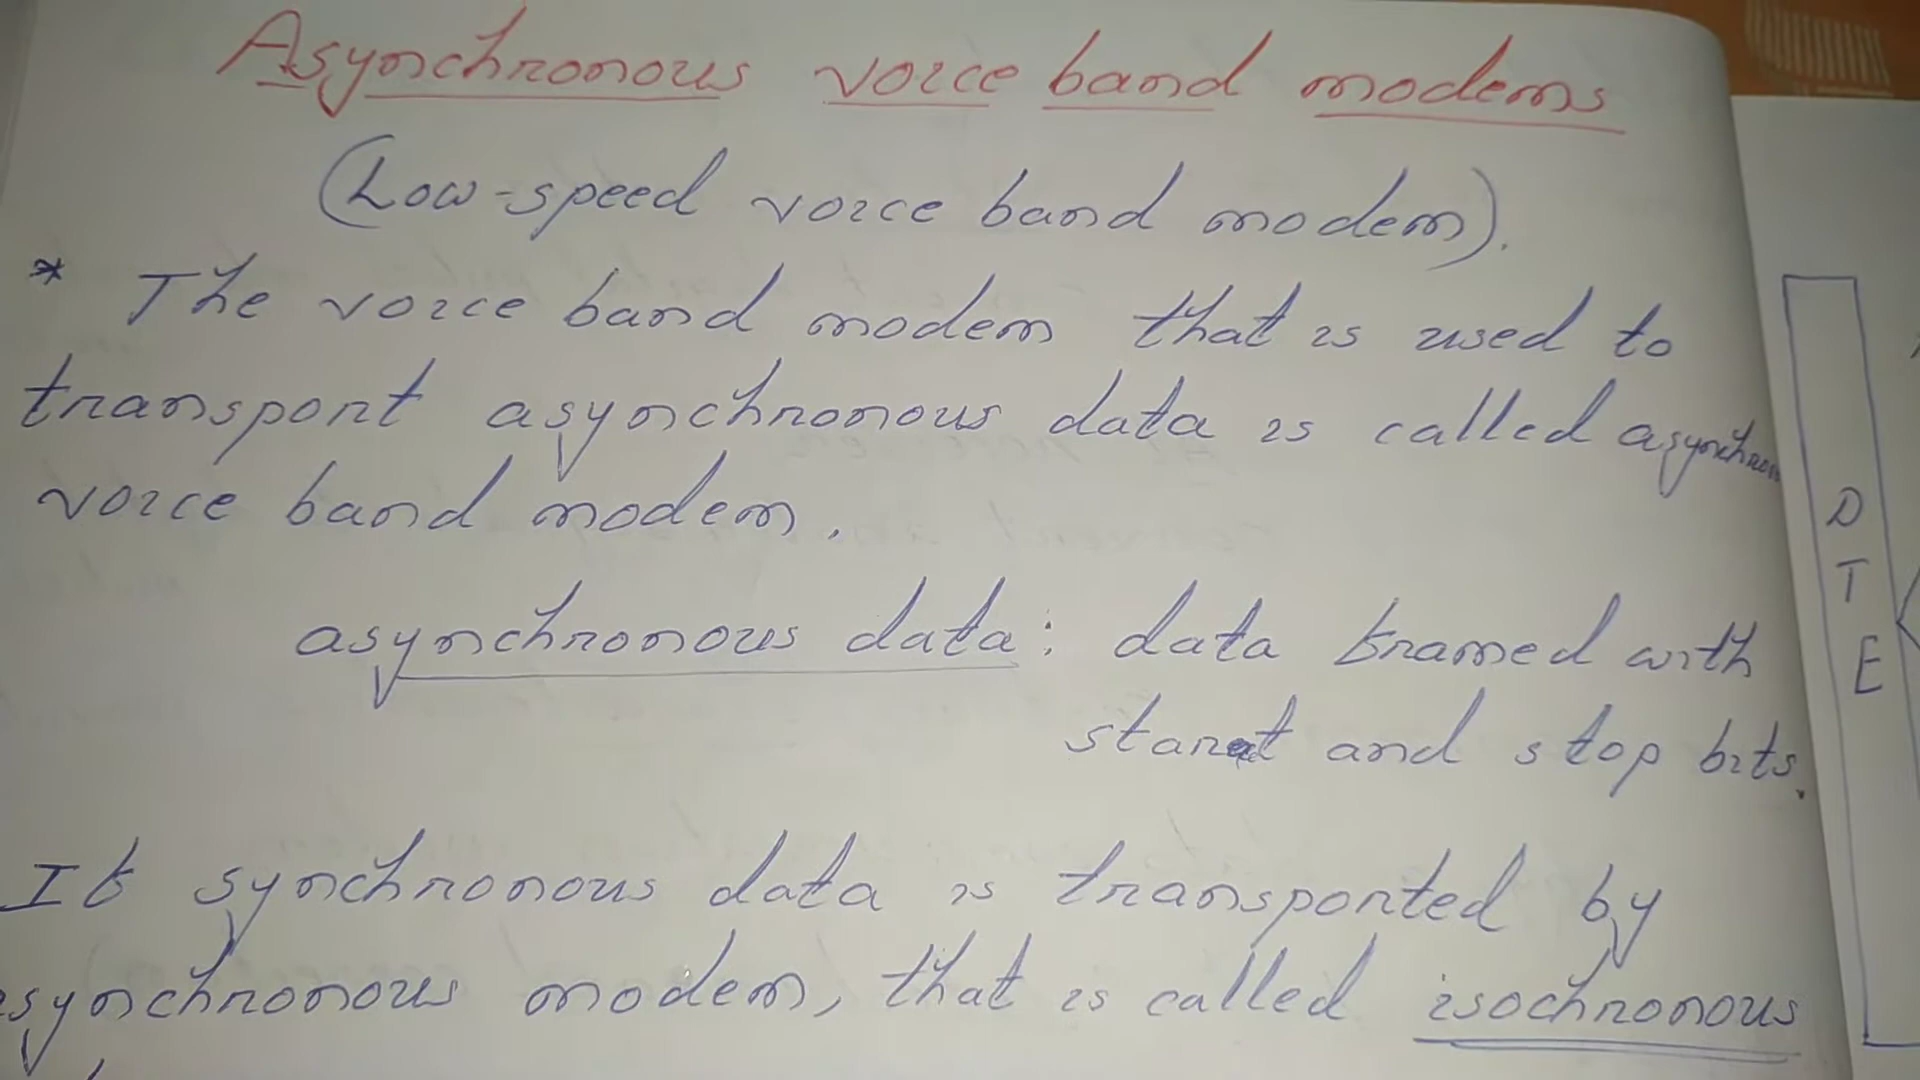 Asynchronous voice band modems
(Low-speed voice band modem).
* The voice band modem that is used to
transport asynchronous data is called asynchronous
voice band modem.
asynchronous data: data framed with
start and stop bits.
If synchronous data is transported by
asynchronous modem, that is called isochronous
D
T
E